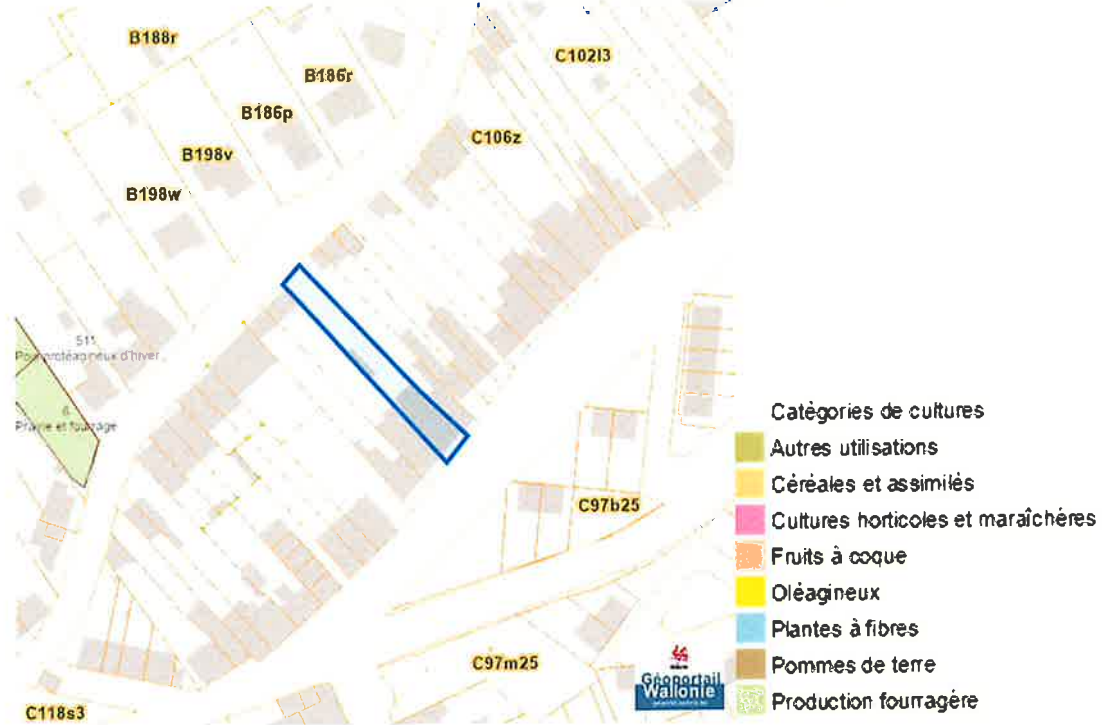 B188r
C102l3
B186r
B186p
C106z
B198v
B198w
511
d'hiver
6
Prairie et fourrage
Catégories de cultures
Autres utilisations
Céréales et assimilés
Cultures horticoles et maraîchères
C97b25
Fruits à coque
Oléagineux
Plantes à fibres
C97m25
Pommes de terre
Géoportail
Wallonie
Production fourragère
C118s3